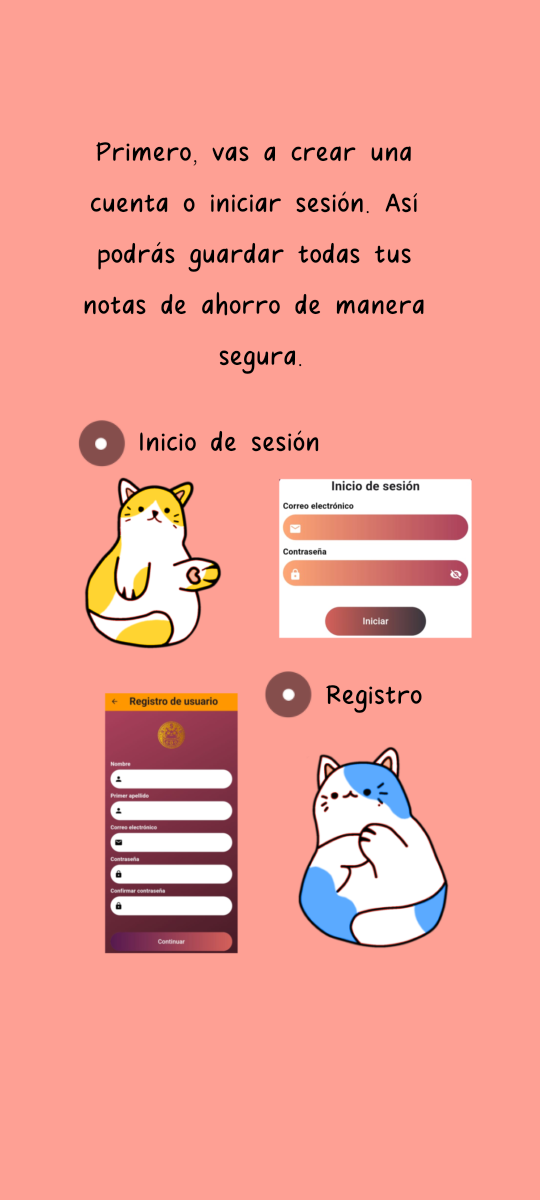 Primero, vas a crear una
cuenta o iniciar sesión. Así
podrás guardar todas tus
notas de ahorro de manera
segura.
Inicio de sesión
Inicio de sesión
Correo electrónico
Contraseña
Iniciar
Registro
Registro de usuario
Nombre
Primer apellido
Correo electrónico
Contraseña
Confirmar contraseña
Continuar